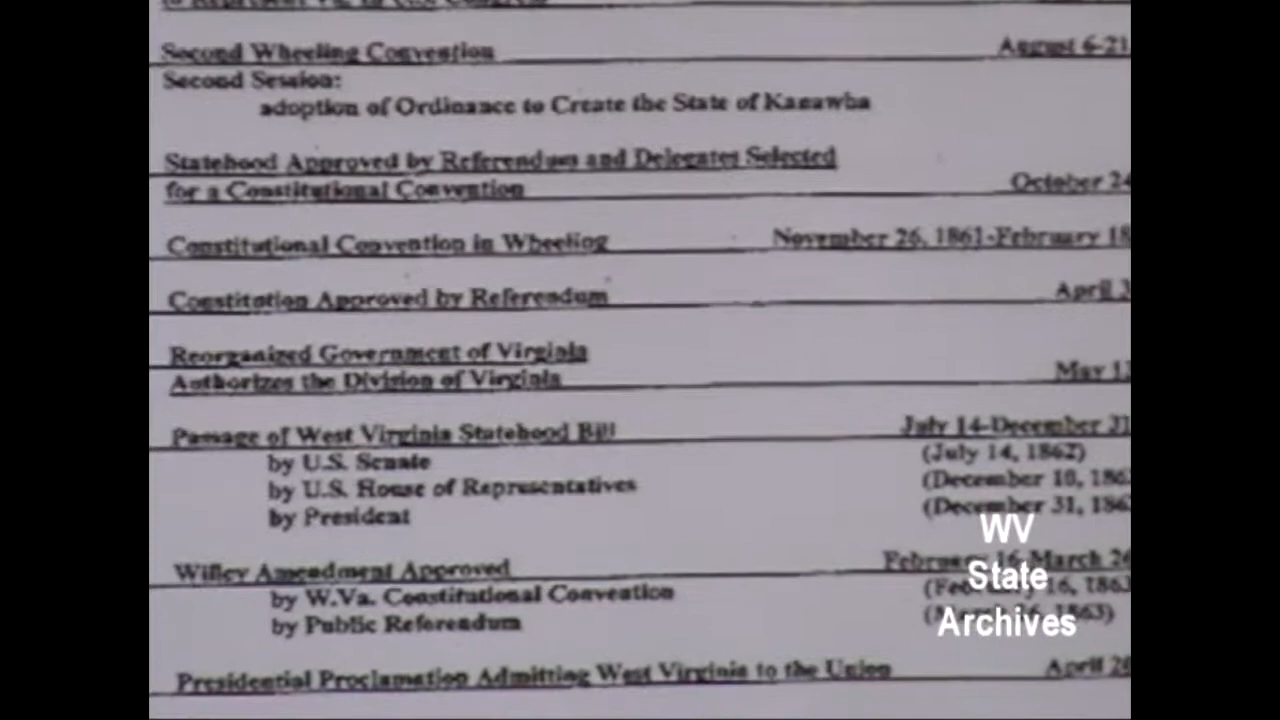 Second Wheeling Convention August 6-21
Second Session:
adoption of Ordinance to Create the State of Kanawha
Statehood Approved by Referendum and Delegates Selected
for a Constitutional Convention October 24
Constitutional Convention in Wheeling November 26, 1861-February 18
Constitution Approved by Referendum April 3
Reorganized Government of Virginia
Authorizes the Division of Virginia May 13
Passage of West Virginia Statehood Bill July 14-December 31
by U.S. Senate (July 14, 1862)
by U.S. House of Representatives (December 10, 186
by President (December 31, 186
Willey Amendment Approved February 16-March 26
by W.Va. Constitutional Convention 16, 1863
by Public Referendum 1863)
Presidential Proclamation Admitting West Virginia to the Union April 20
WV
State
Archives